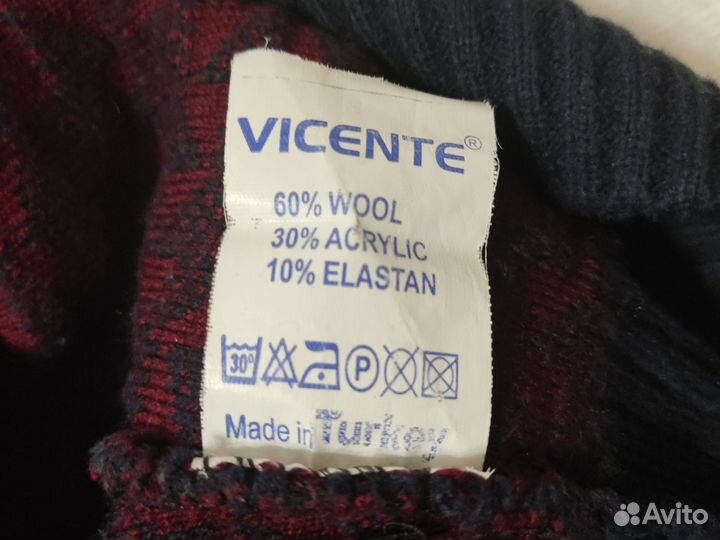 VICENTE®
60% WOOL
30% ACRYLIC
10% ELASTAN
30°
P
Made in
Avito